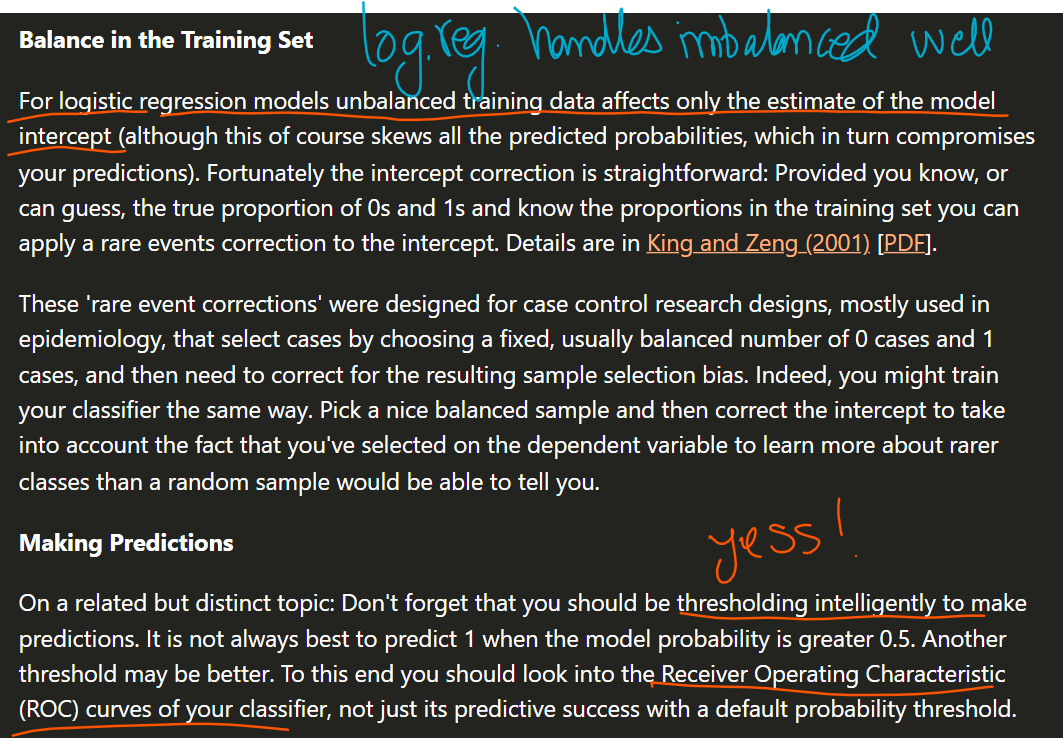 log.reg. handles imbalanced well
Balance in the Training Set
For logistic regression models unbalanced training data affects only the estimate of the model
intercept (although this of course skews all the predicted probabilities, which in turn compromises
your predictions). Fortunately the intercept correction is straightforward: Provided you know, or
can guess, the true proportion of 0s and 1s and know the proportions in the training set you can
apply a rare events correction to the intercept. Details are in King and Zeng (2001) [PDF].
These 'rare event corrections' were designed for case control research designs, mostly used in
epidemiology, that select cases by choosing a fixed, usually balanced number of 0 cases and 1
cases, and then need to correct for the resulting sample selection bias. Indeed, you might train
your classifier the same way. Pick a nice balanced sample and then correct the intercept to take
into account the fact that you've selected on the dependent variable to learn more about rarer
classes than a random sample would be able to tell you.
Making Predictions
yess!
On a related but distinct topic: Don't forget that you should be thresholding intelligently to make
predictions. It is not always best to predict 1 when the model probability is greater 0.5. Another
threshold may be better. To this end you should look into the Receiver Operating Characteristic
(ROC) curves of your classifier, not just its predictive success with a default probability threshold.